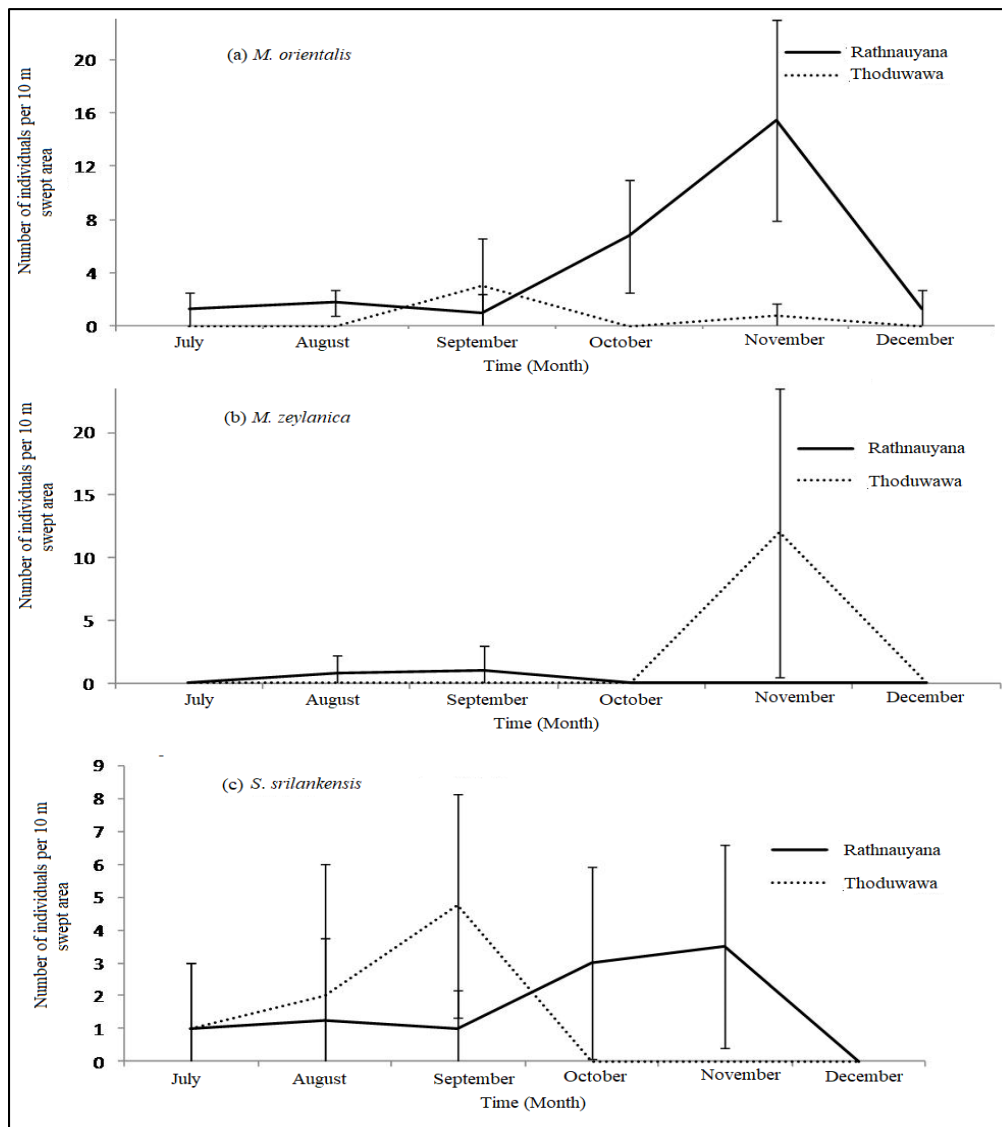 (a) M. orientalis
Number of individuals per 10 m
swept area
20
16
12
8
4
0
Rathnauyana
Thoduwawa
July August September October November December
Time (Month)
(b) M. zeylanica
Number of individuals per 10 m
swept area
20
15
10
5
0
Rathnauyana
Thoduwawa
July August September October November December
Time (Month)
(c) S. srilankensis
Number of individuals per 10 m
swept area
9
8
7
6
5
4
3
2
1
0
Rathnauyana
Thoduwawa
July August September October November December
Time (Month)